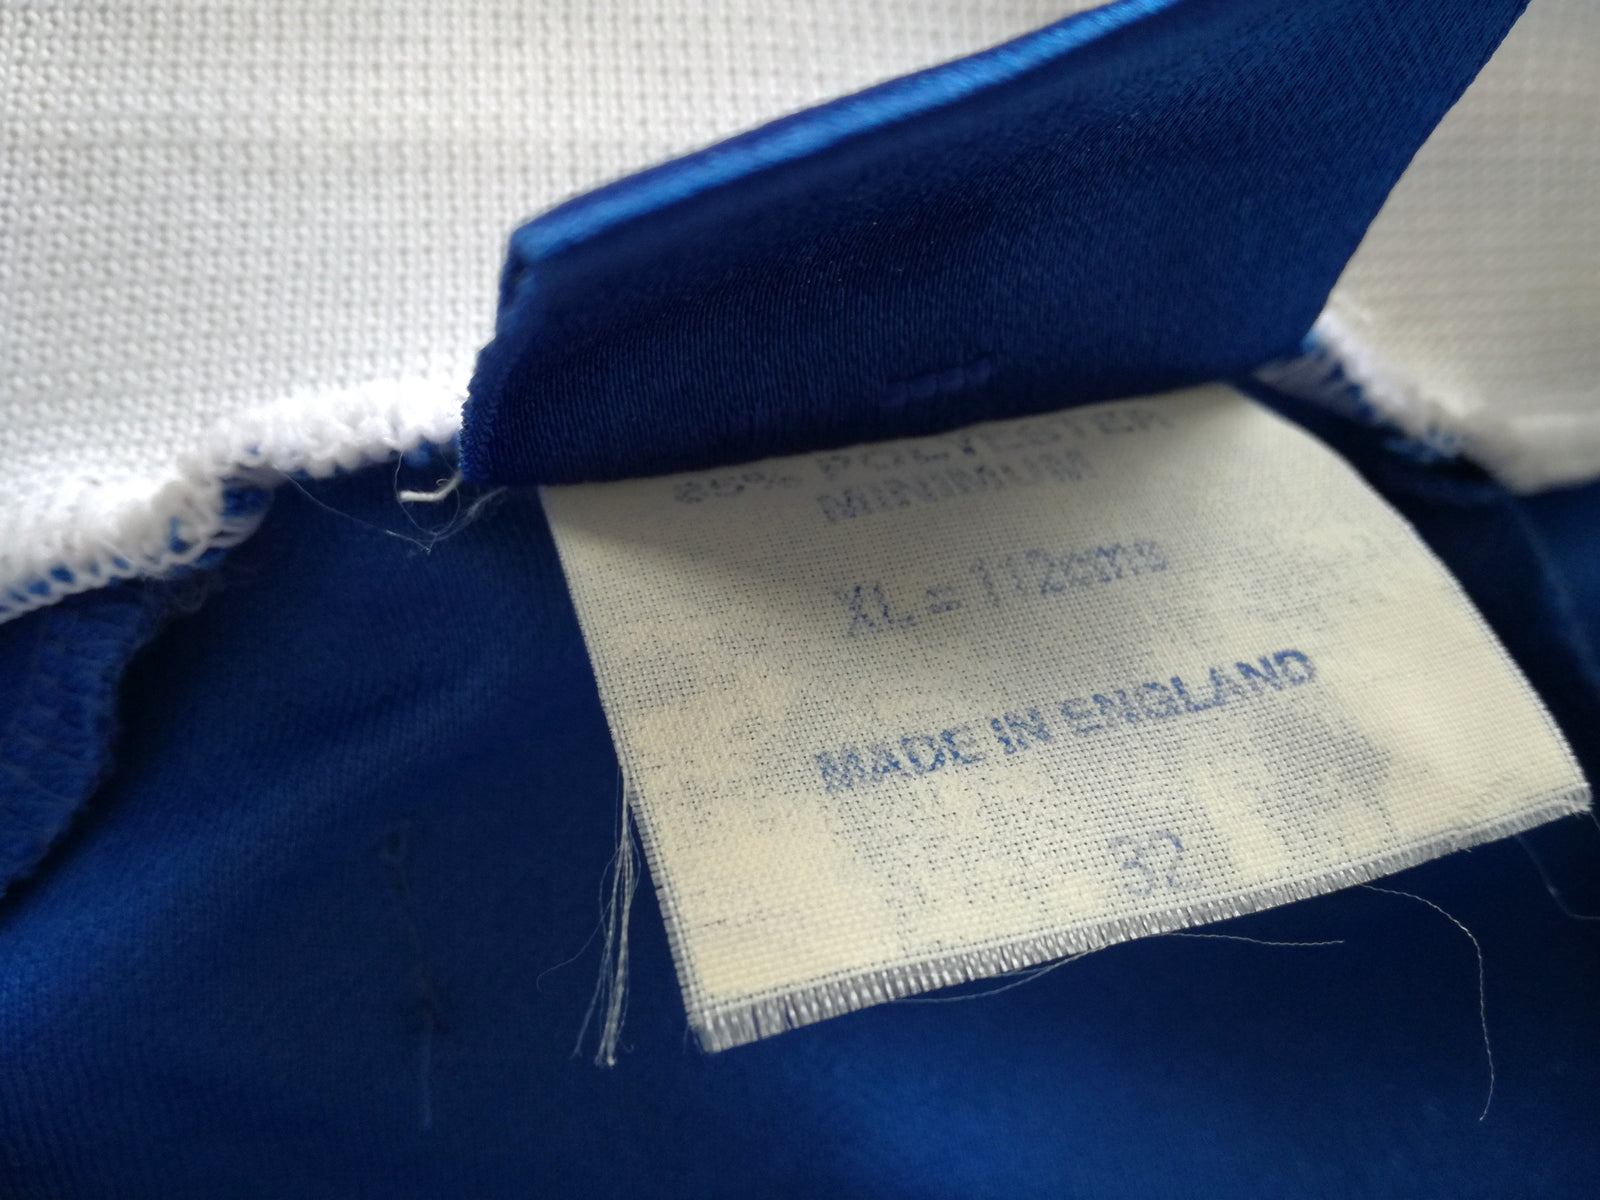 POLYESTER
MINIMUM
XL = 112cms
MADE IN ENGLAND
32